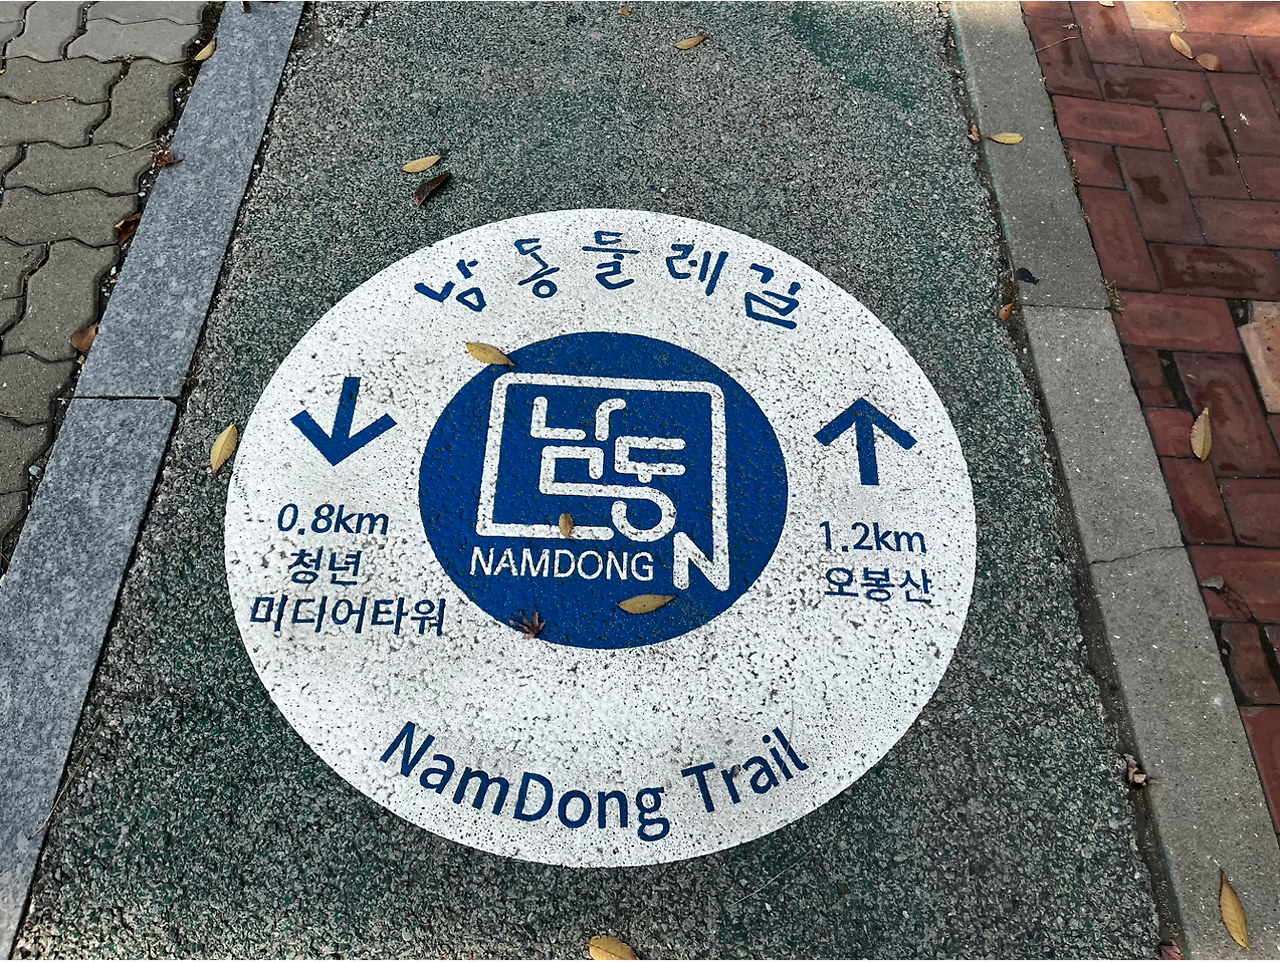 남동둘레길
남동
NAMDONG
0.8km
청년
미디어타워
1.2km
오봉산
NamDong Trail